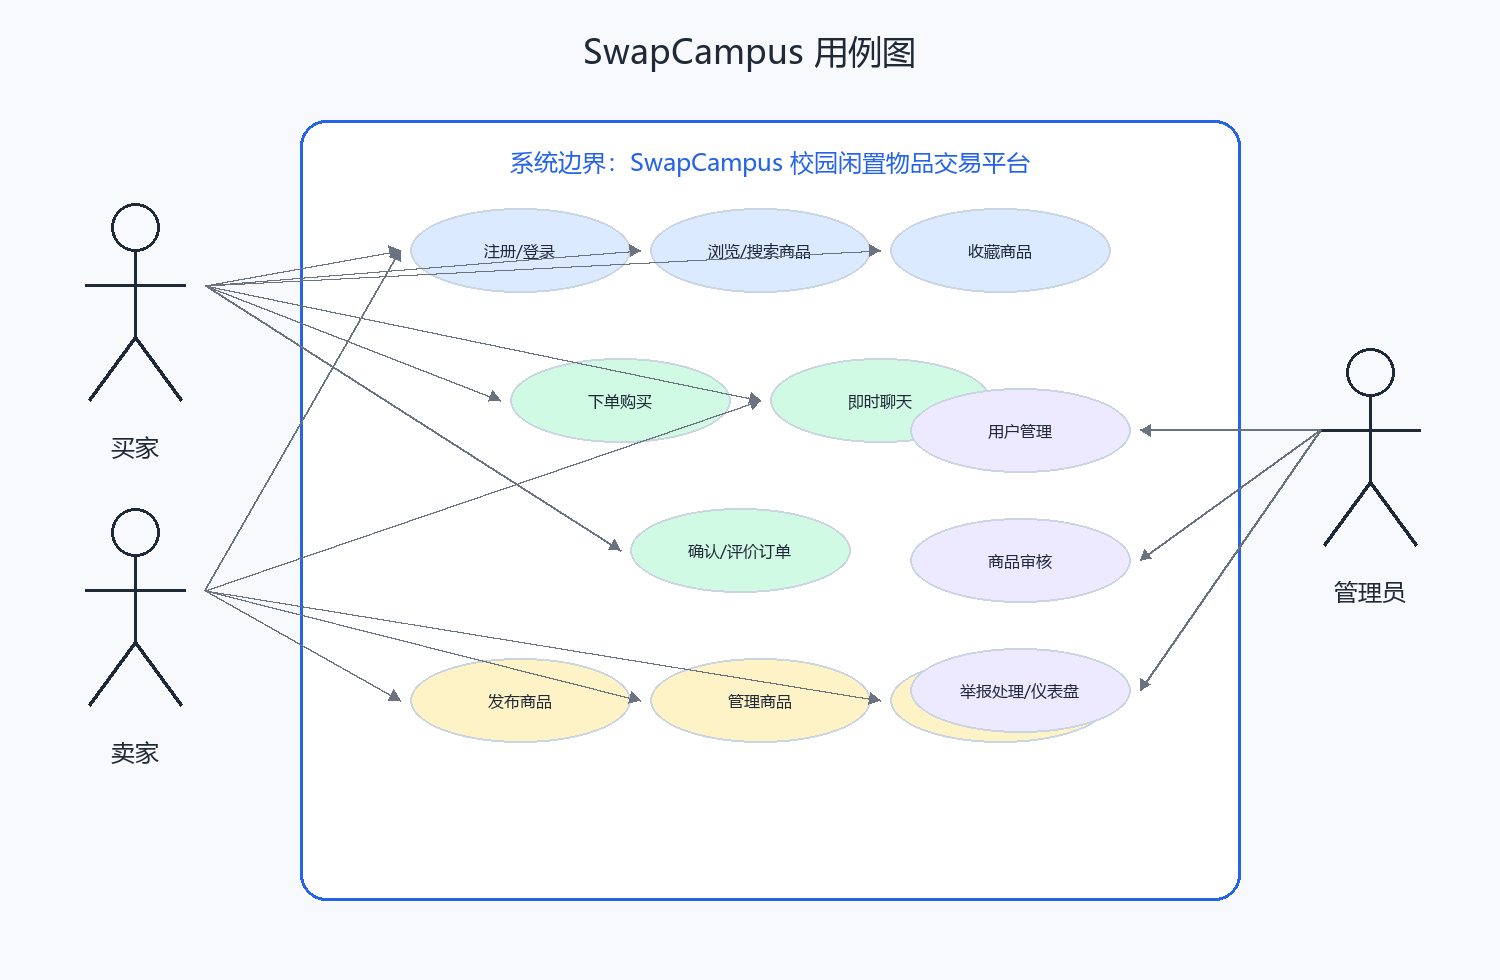 SwapCampus 用例图
系统边界：SwapCampus 校园闲置物品交易平台
注册/登录
浏览/搜索商品
收藏商品
下单购买
即时聊天
用户管理
买家
确认/评价订单
商品审核
管理员
发布商品
管理商品
举报处理/仪表盘
卖家